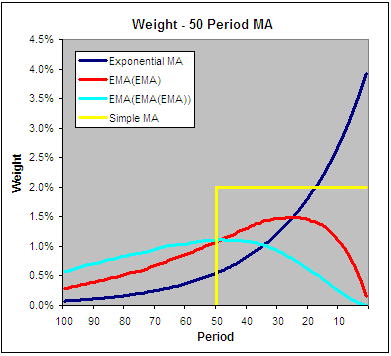 Weight - 50 Period MA
4.5%
4.0%
3.5%
3.0%
2.5%
2.0%
1.5%
1.0%
0.5%
0.0%
Weight
Exponential MA
EMA(EMA)
EMA(EMA(EMA))
Simple MA
100 90 80 70 60 50 40 30 20 10
Period